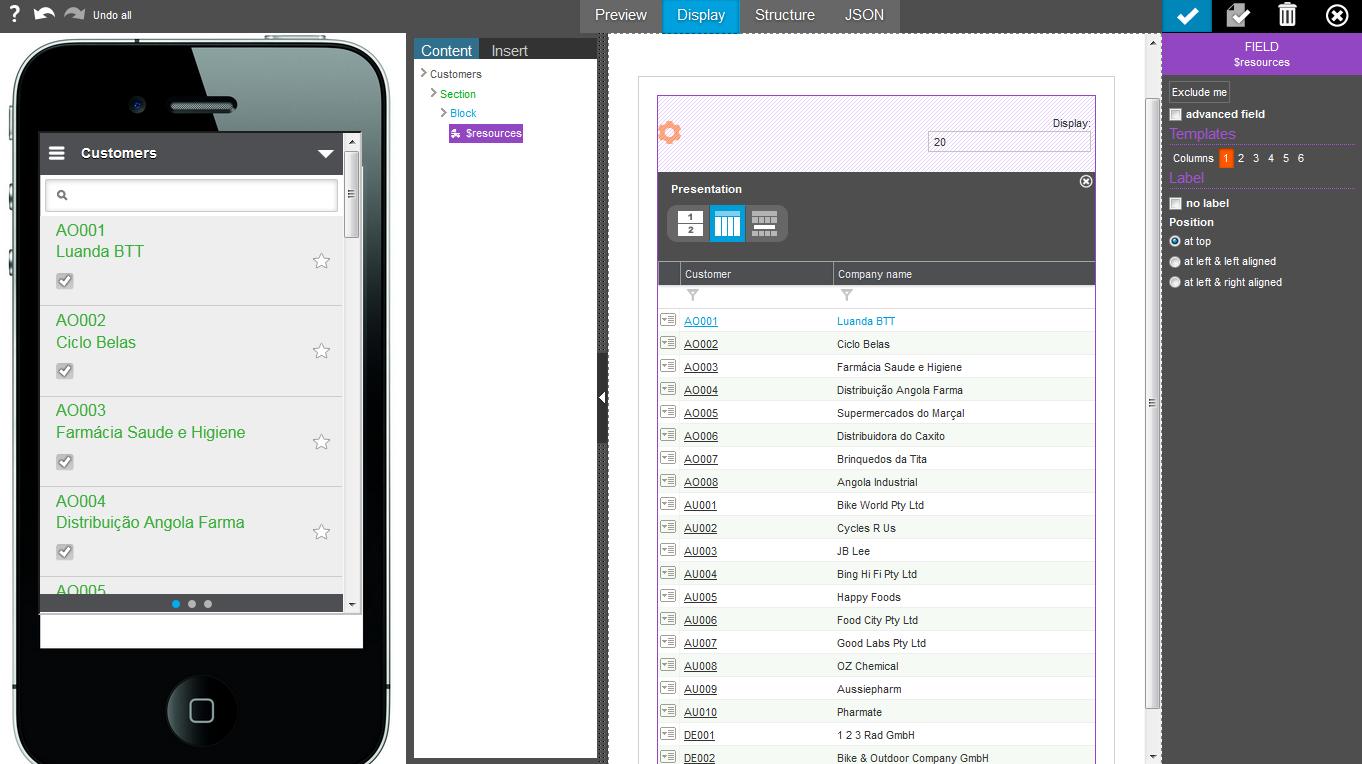 ? Undo all
Preview Display Structure JSON
Customers
AO001
Luanda BTT
AO002
Ciclo Belas
AO003
Farmácia Saude e Higiene
AO004
Distribuição Angola Farma
AO005
Content Insert
Customers
Section
Block
$resources
Display:
20
Presentation
1
2
Customer Company name
AO001 Luanda BTT
AO002 Ciclo Belas
AO003 Farmácia Saude e Higiene
AO004 Distribuição Angola Farma
AO005 Supermercados do Marçal
AO006 Distribuidora do Caxito
AO007 Brinquedos da Tita
AO008 Angola Industrial
AU001 Bike World Pty Ltd
AU002 Cycles R Us
AU003 JB Lee
AU004 Bing Hi Fi Pty Ltd
AU005 Happy Foods
AU006 Food City Pty Ltd
AU007 Good Labs Pty Ltd
AU008 OZ Chemical
AU009 Aussiepharm
AU010 Pharmate
DE001 1 2 3 Rad GmbH
DE002 Bike & Outdoor Company GmbH
FIELD
$resources
Exclude me
advanced field
Templates
Columns 1 2 3 4 5 6
Label
no label
Position
at top
at left & left aligned
at left & right aligned